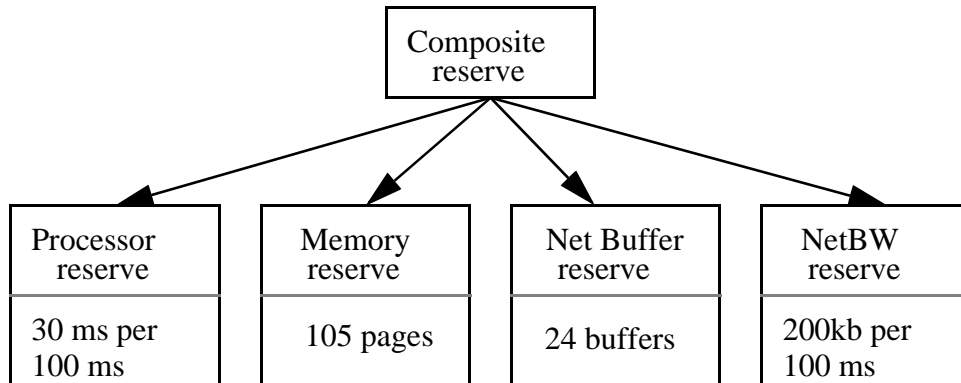 Composite
reserve
Processor
reserve
30 ms per
100 ms
Memory
reserve
105 pages
Net Buffer
reserve
24 buffers
NetBW
reserve
200kb per
100 ms